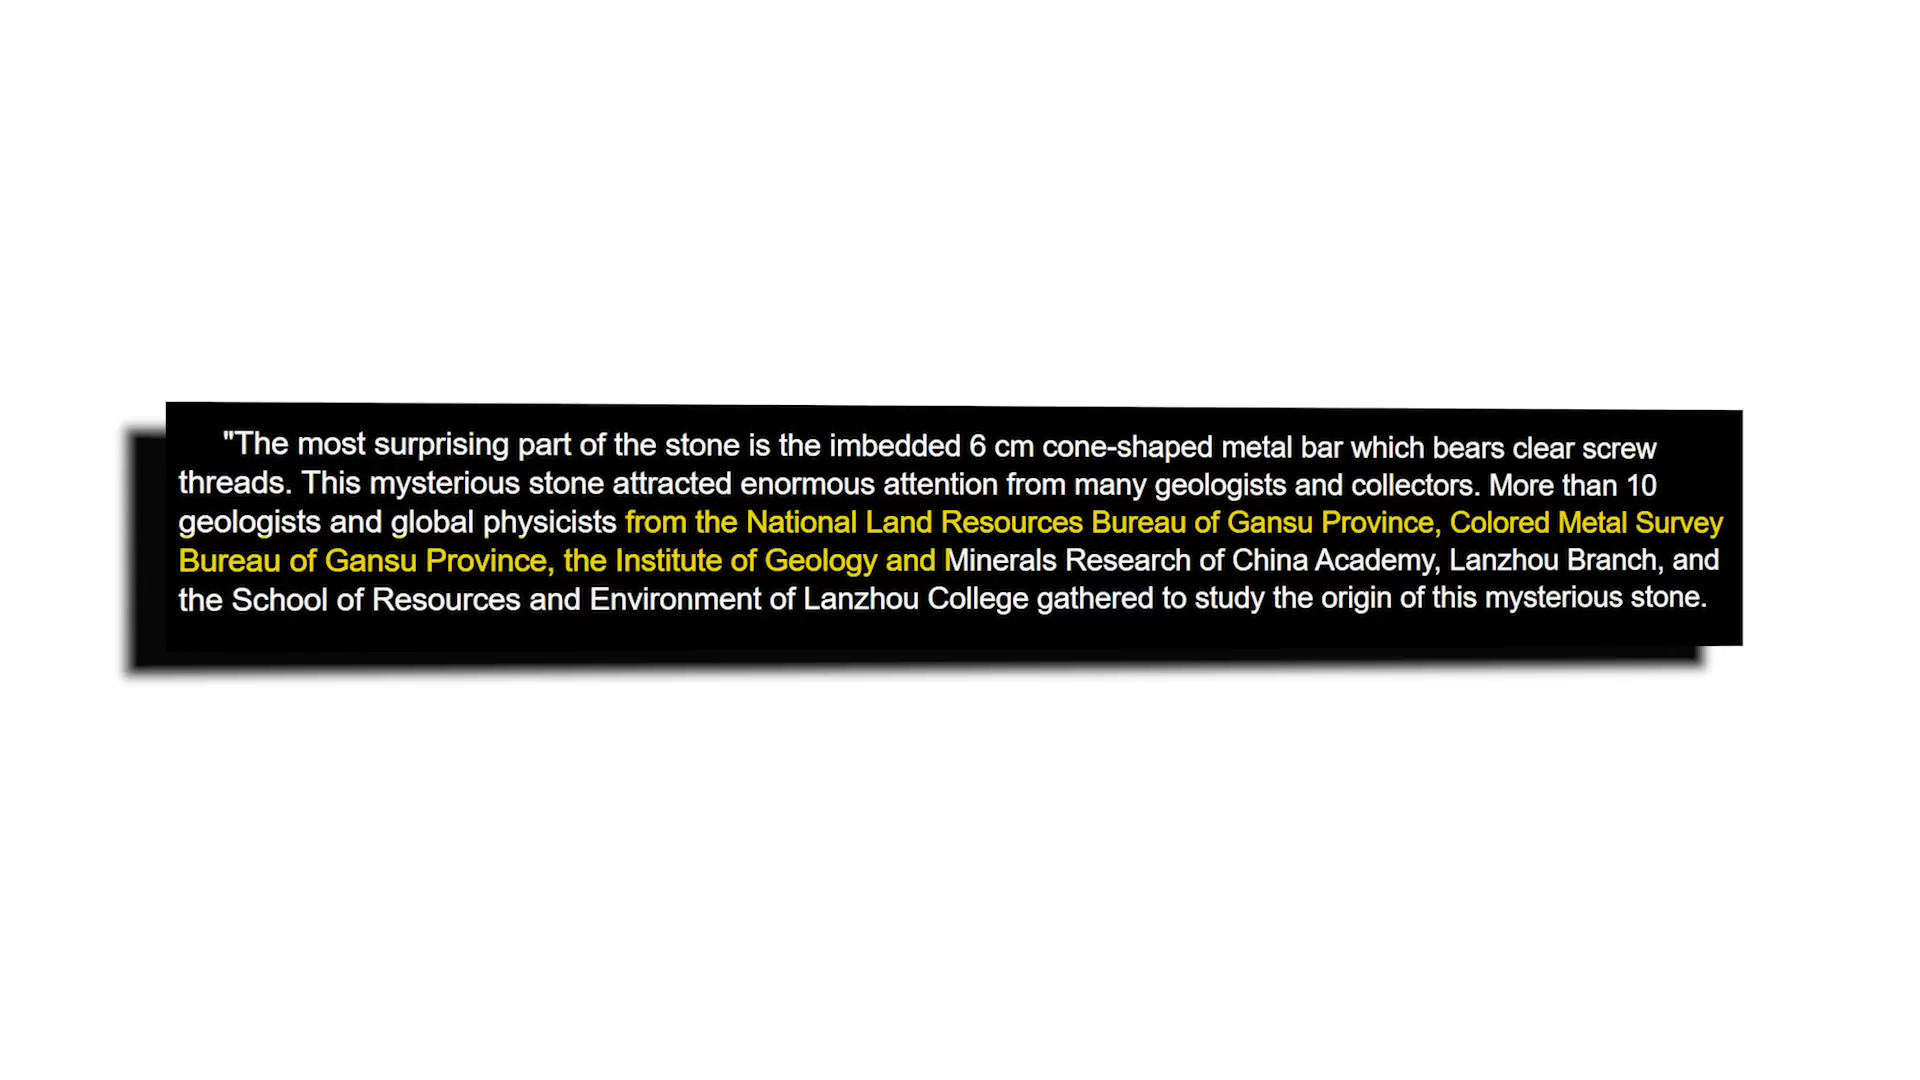 "The most surprising part of the stone is the imbedded 6 cm cone-shaped metal bar which bears clear screw
threads. This mysterious stone attracted enormous attention from many geologists and collectors. More than 10
geologists and global physicists from the National Land Resources Bureau of Gansu Province, Colored Metal Survey
Bureau of Gansu Province, the Institute of Geology and Minerals Research of China Academy, Lanzhou Branch, and
the School of Resources and Environment of Lanzhou College gathered to study the origin of this mysterious stone.